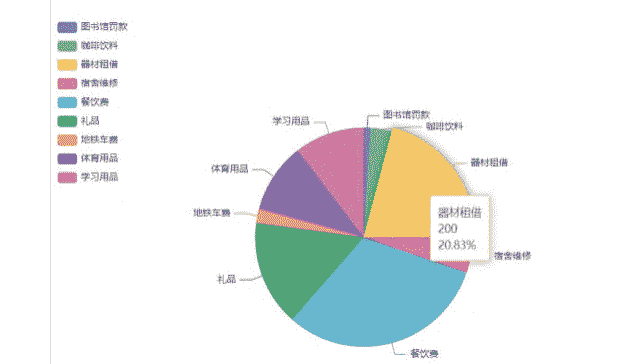 图书馆罚款
咖啡饮料
器材租借
宿舍维修
餐饮费
礼品
地铁车费
体育用品
学习用品
图书馆罚款
学习用品
咖啡饮料
器材租借
体育用品
地铁车费
器材租借
200
20.83%
宿舍维修
礼品
餐饮费